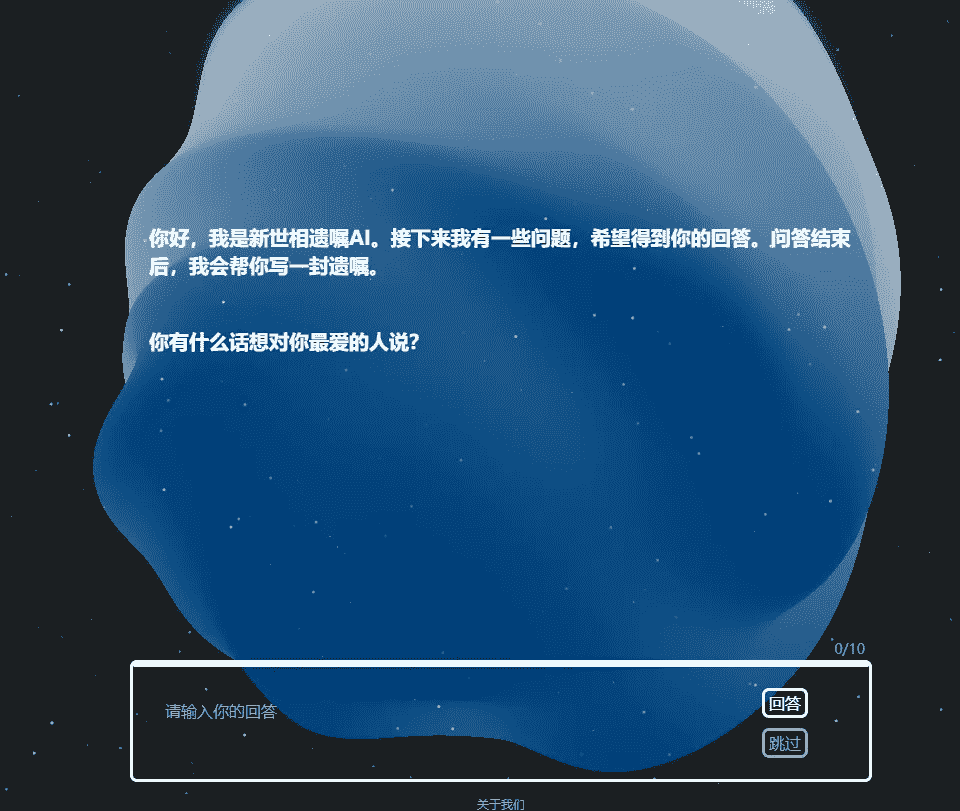 你好，我是新世相遗嘱AI。接下来我有一些问题，希望得到你的回答。问答结束
后，我会帮你写一封遗嘱。
你有什么话想对你最爱的人说？
0/10
请输入你的回答
回答
跳过
关于我们